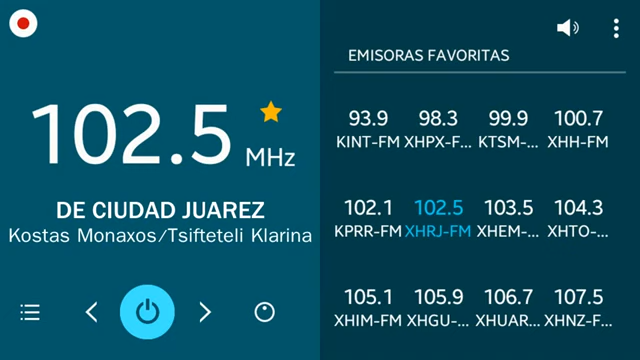 102.5 MHz
DE CIUDAD JUAREZ
Kostas Monaxos/Tsifteteli Klarina
EMISORAS FAVORITAS
93.9 98.3 99.9 100.7
KINT-FM XHPX-F... KTSM-... XHH-FM
102.1 102.5 103.5 104.3
KPRR-FM XHRJ-FM XHEM-... XHTO-...
105.1 105.9 106.7 107.5
XHIM-FM XHGU-... XHUAR... XHNZ-F...